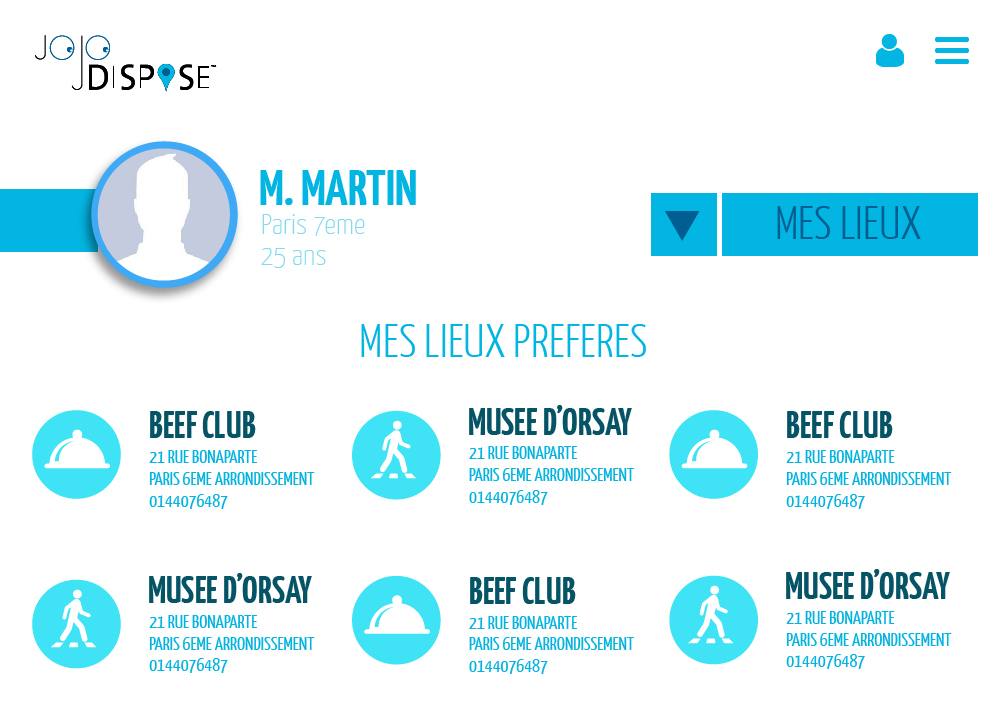 JOJO
JDISPOSE™
M. MARTIN
Paris 7eme
25 ans
MES LIEUX
MES LIEUX PREFERES
BEEF CLUB
21 RUE BONAPARTE
PARIS 6EME ARRONDISSEMENT
0144076487
MUSEE D'ORSAY
21 RUE BONAPARTE
PARIS 6EME ARRONDISSEMENT
0144076487
BEEF CLUB
21 RUE BONAPARTE
PARIS 6EME ARRONDISSEMENT
0144076487
MUSEE D'ORSAY
21 RUE BONAPARTE
PARIS 6EME ARRONDISSEMENT
0144076487
BEEF CLUB
21 RUE BONAPARTE
PARIS 6EME ARRONDISSEMENT
0144076487
MUSEE D'ORSAY
21 RUE BONAPARTE
PARIS 6EME ARRONDISSEMENT
0144076487